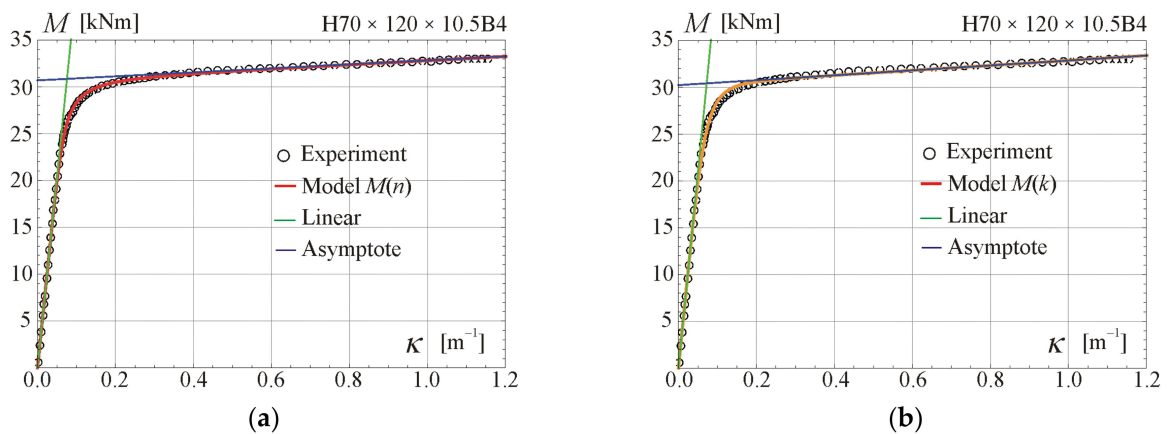 M [kNm] H70 × 120 × 10.5B4
35
30
25
20
15
10
5
0.0 0.2 0.4 0.6 0.8 1.0 1.2
Experiment
Model M(n)
Linear
Asymptote
κ [m⁻¹]
(a)
M [kNm] H70 × 120 × 10.5B4
35
30
25
20
15
10
5
0.0 0.2 0.4 0.6 0.8 1.0 1.2
Experiment
Model M(k)
Linear
Asymptote
κ [m⁻¹]
(b)